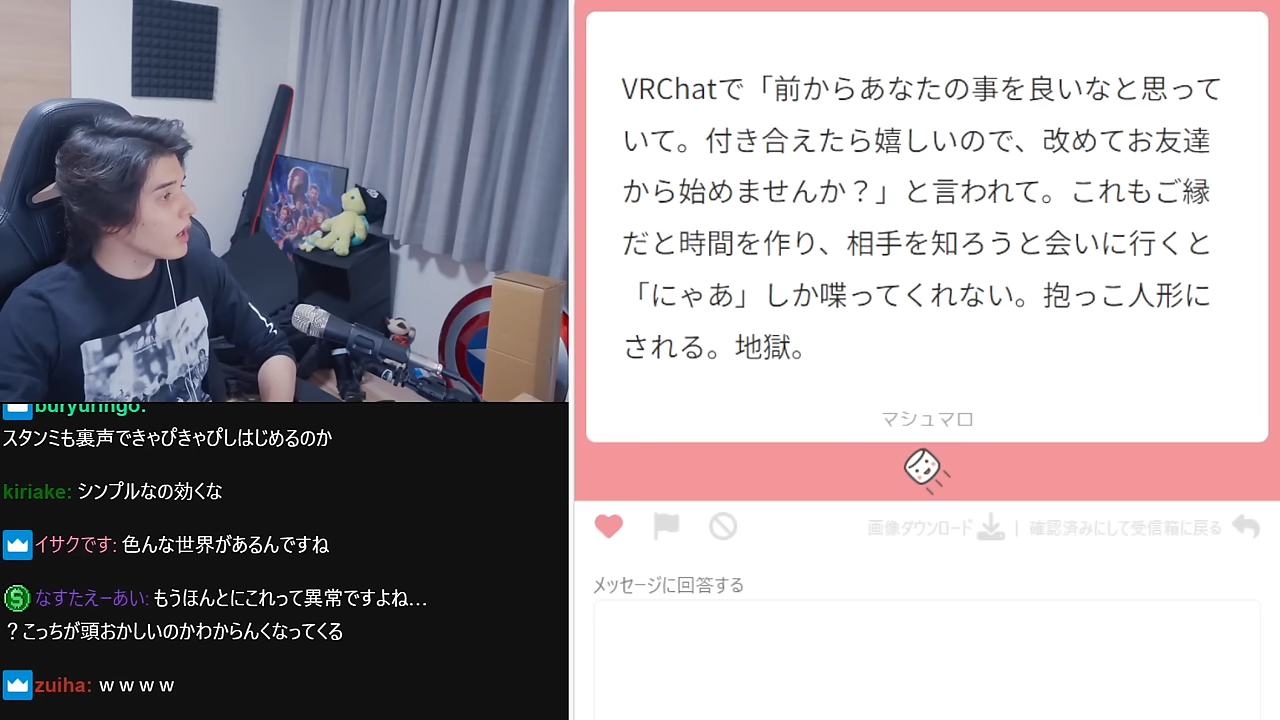 VRChatで「前からあなたの事を良いなと思って
いて。付き合えたら嬉しいので、改めてお友達
から始めませんか？」と言われて。これもご縁
だと時間を作り、相手を知ろうと会いに行くと
「にゃあ」しか喋ってくれない。抱っこ人形に
される。地獄。
マシュマロ
画像ダウンロード | 確認済みにして受信箱に戻る
メッセージに回答する
buryuringo:
スタンミも裏声できゃぴきゃぴしはじめるのか
kiriake: シンプルなの効くな
イサクです: 色んな世界があるんですね
なすたえーあい: もうほんとにこれって異常ですよね…
？こっちが頭おかしいのかわからんくなってくる
zuiha: ｗｗｗｗ